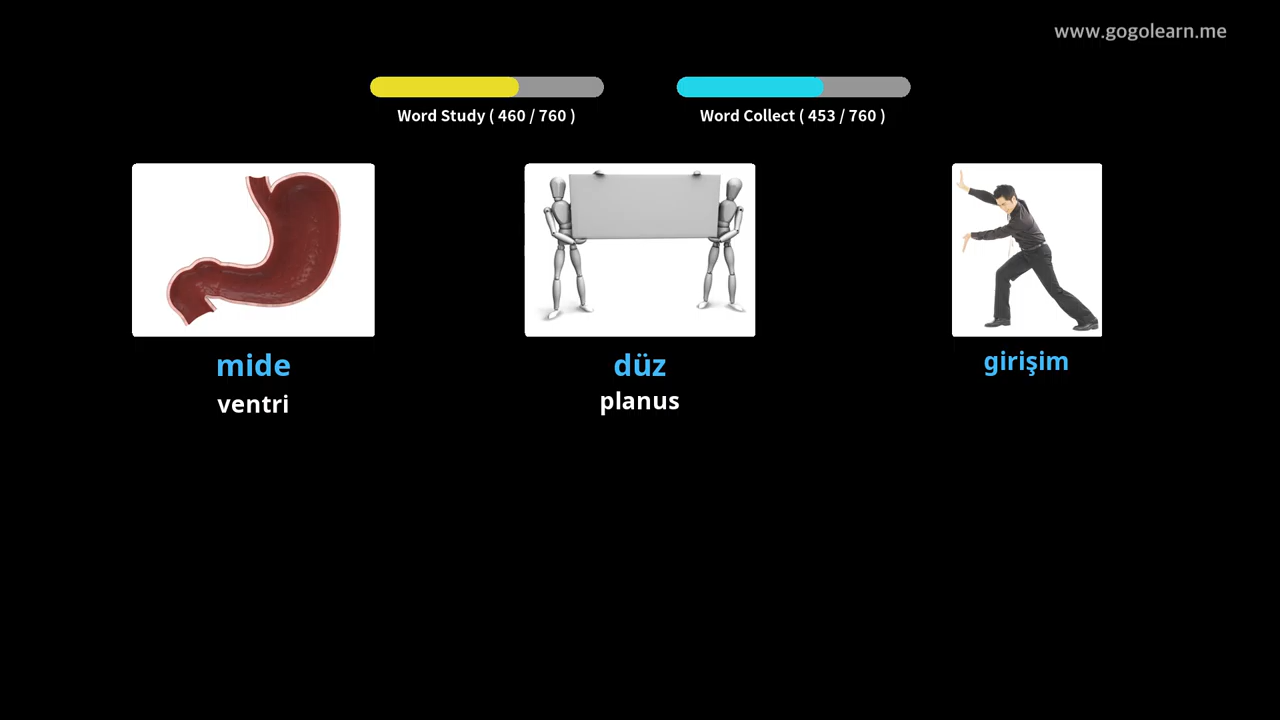 www.gogolearn.me
Word Study ( 460 / 760 )
Word Collect ( 453 / 760 )
mide
ventri
düz
planus
girişim